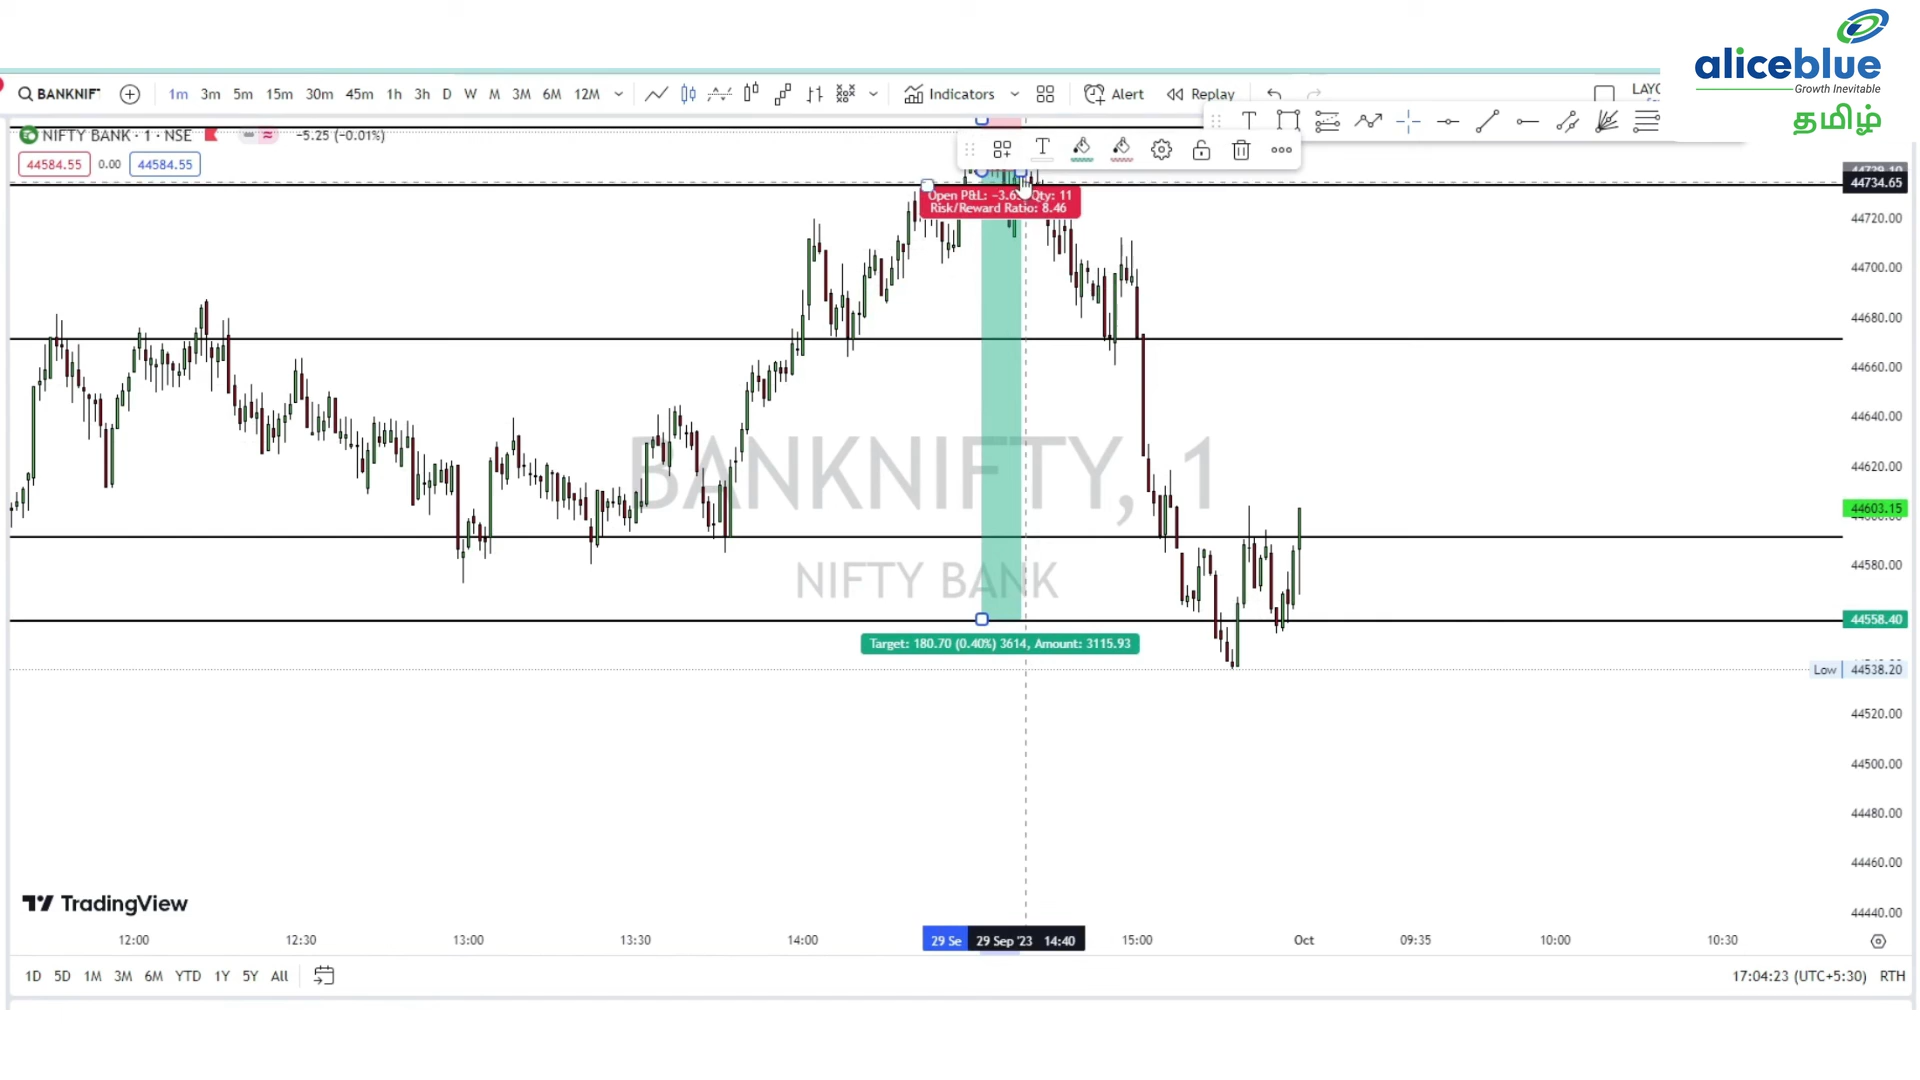 aliceblue
Growth Inevitable
தமிழ்
BANKNIF
1m 3m 5m 15m 30m 45m 1h 3h D W M 3M 6M 12M
Indicators
Alert
Replay
NIFTY BANK · 1 · NSE
−5.25 (−0.01%)
44584.55 0.00 44584.55
Qty: 11
Open P&L:
Risk/Reward Ratio: 8.46
44734.65
44720.00
44700.00
44680.00
44660.00
44640.00
44620.00
44603.15
44580.00
44558.40
Low 44538.20
44520.00
44500.00
44480.00
44460.00
44440.00
BANKNIFTY, 1
NIFTY BANK
Target: 180.70 (0.40%) 3614, Amount: 3115.93
TradingView
12:00 12:30 13:00 13:30 14:00 29 Se 29 Sep '23 14:40 15:00 Oct 09:35 10:00 10:30
1D 5D 1M 3M 6M YTD 1Y 5Y All
17:04:23 (UTC+5:30) RTH